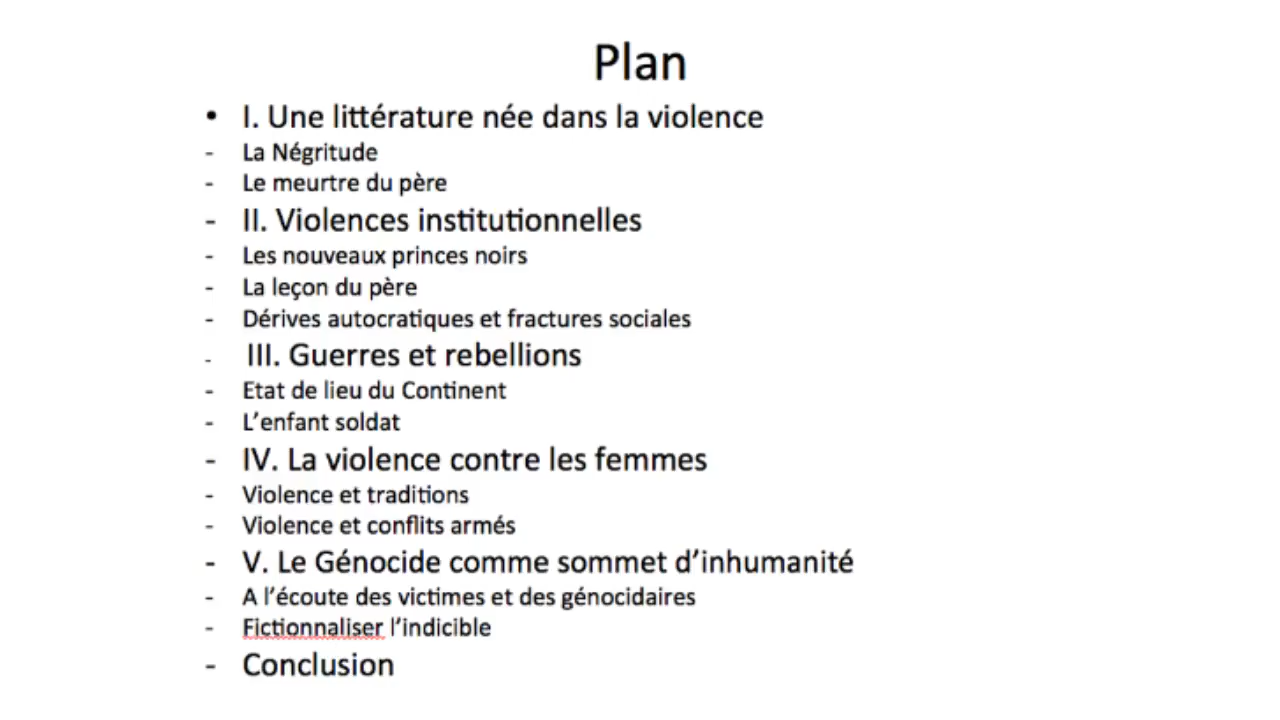 Plan
• I. Une littérature née dans la violence
- La Négritude
- Le meurtre du père
- II. Violences institutionnelles
- Les nouveaux princes noirs
- La leçon du père
- Dérives autocratiques et fractures sociales
- III. Guerres et rebellions
- Etat de lieu du Continent
- L’enfant soldat
- IV. La violence contre les femmes
- Violence et traditions
- Violence et conflits armés
- V. Le Génocide comme sommet d’inhumanité
- A l’écoute des victimes et des génocidaires
- Fictionnaliser l’indicible
- Conclusion